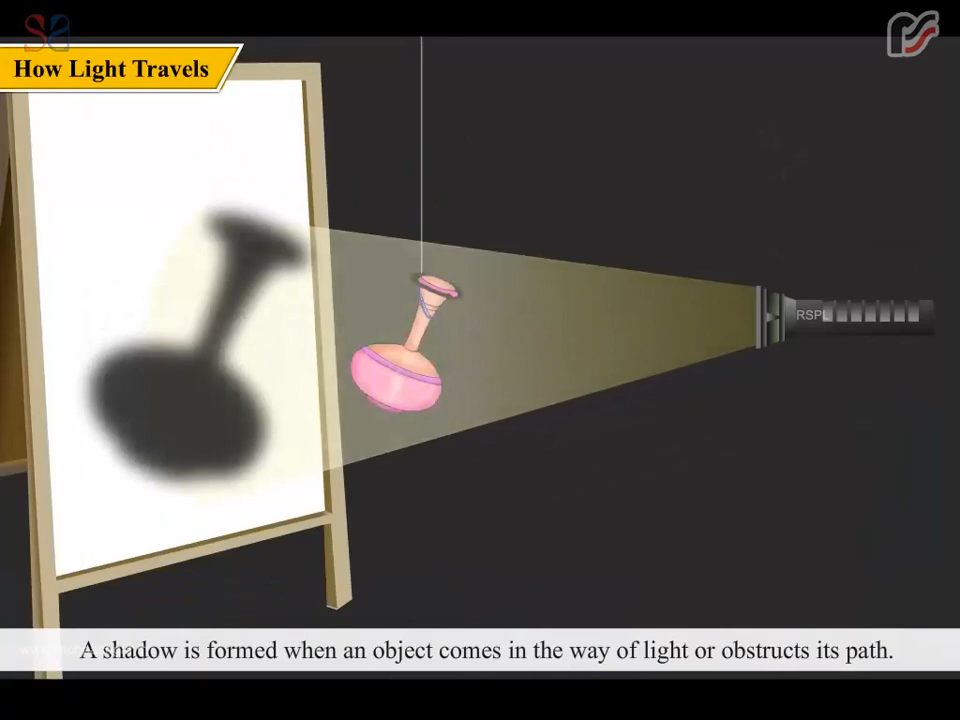 How Light Travels
RSPL
A shadow is formed when an object comes in the way of light or obstructs its path.